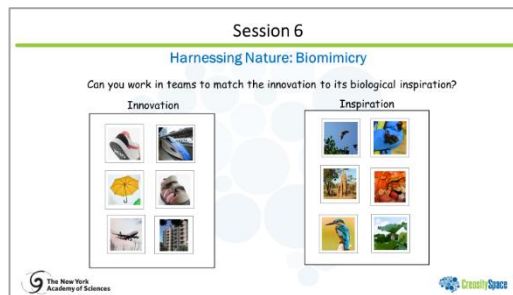 Session 6
Harnessing Nature: Biomimicry
Can you work in teams to match the innovation to its biological inspiration?
Innovation
Inspiration
The New York
Academy of Sciences
CreositySpace